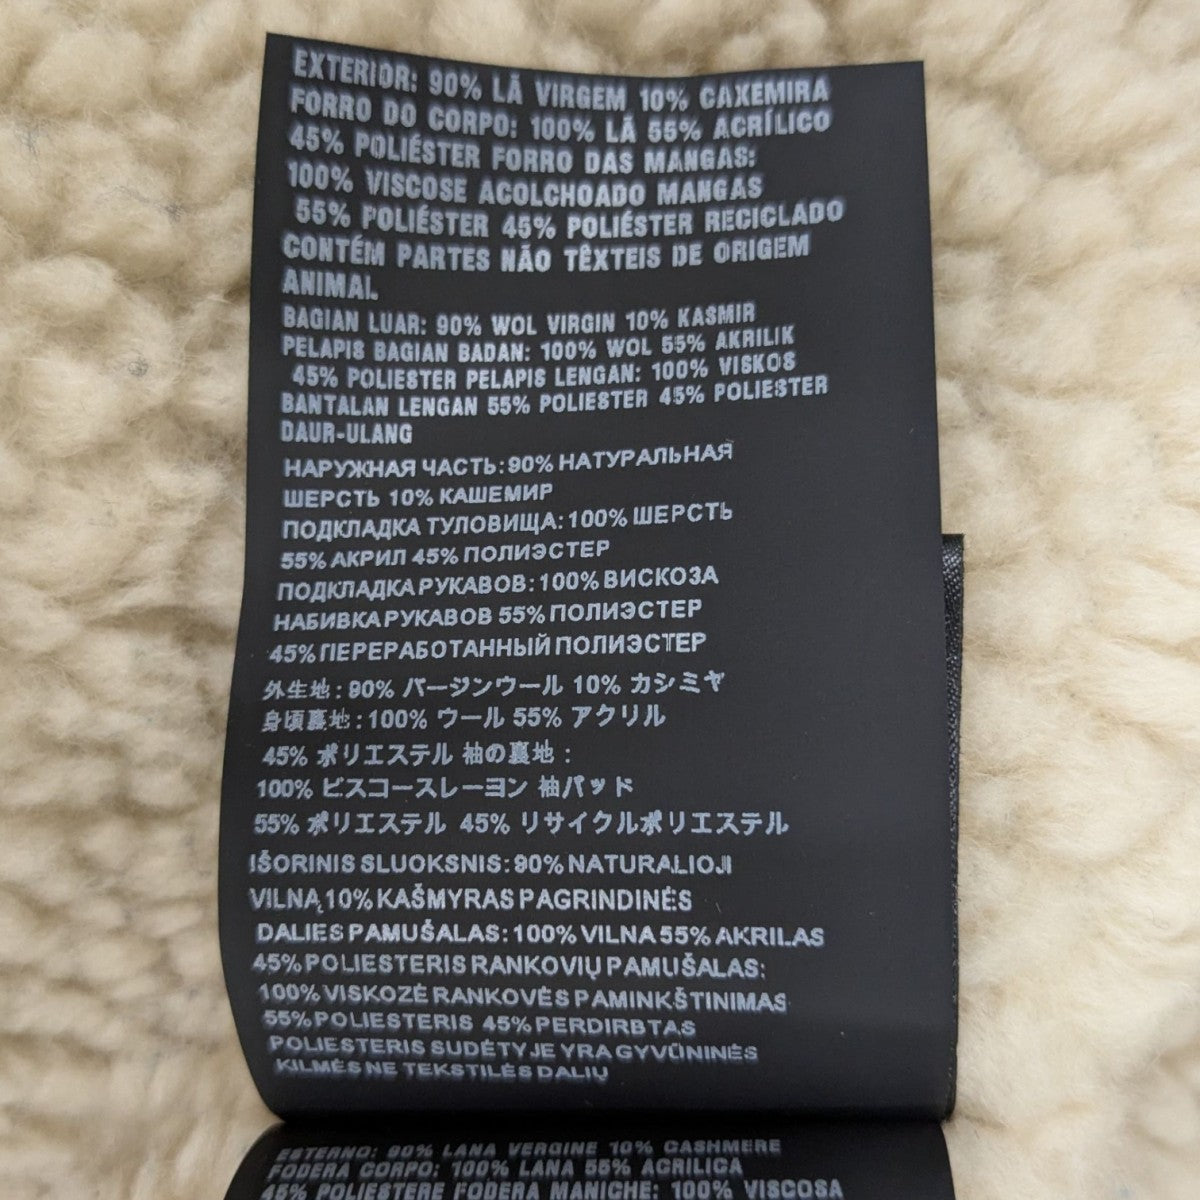 EXTERIOR: 90% LÃ VIRGEM 10% CAXEMIRA
FORRO DO CORPO: 100% LÃ 55% ACRÍLICO
45% POLIÉSTER FORRO DAS MANGAS:
100% VISCOSE ACOLCHOADO MANGAS
55% POLIÉSTER 45% POLIÉSTER RECICLADO
CONTÉM PARTES NÃO TÊXTEIS DE ORIGEM
ANIMAL
BAGIAN LUAR: 90% WOL VIRGIN 10% KASMIR
PELAPIS BAGIAN BADAN: 100% WOL 55% AKRILIK
45% POLIESTER PELAPIS LENGAN: 100% VISKOS
BANTALAN LENGAN 55% POLIESTER 45% POLIESTER
DAUR-ULANG
НАРУЖНАЯ ЧАСТЬ: 90% НАТУРАЛЬНАЯ
ШЕРСТЬ 10% КАШЕМИР
ПОДКЛАДКА ТУЛОВИЩА: 100% ШЕРСТЬ
55% АКРИЛ 45% ПОЛИЭСТЕР
ПОДКЛАДКА РУКАВОВ: 100% ВИСКОЗА
НАБИВКА РУКАВОВ 55% ПОЛИЭСТЕР
45% ПЕРЕРАБОТАННЫЙ ПОЛИЭСТЕР
外生地: 90% バージンウール 10% カシミヤ
身頃裏地: 100% ウール 55% アクリル
45% ポリエステル 袖の裏地 :
100% ビスコースレーヨン 袖パッド
55% ポリエステル 45% リサイクルポリエステル
IŠORINIS SLUOKSNIS: 90% NATURALIOJI
VILNĄ 10% KAŠMYRAS PAGRINDINĖS
DALIES PAMUŠALAS: 100% VILNA 55% AKRILAS
45% POLIESTERIS RANKOVIŲ PAMUŠALAS:
100% VISKOZĖ RANKOVĖS PAMINKŠTINIMAS
55% POLIESTERIS 45% PERDIRBTAS
POLIESTERIS SUDĖTYJE YRA GYVŪNINĖS
KILMĖS NE TEKSTILĖS DALIŲ
ESTERNO: 90% LANA VERGINE 10% CASHMERE
FODERA CORPO: 100% LANA 55% ACRILICA
45% POLIESTERE FODERA MANICHE: 100% VISCOSA